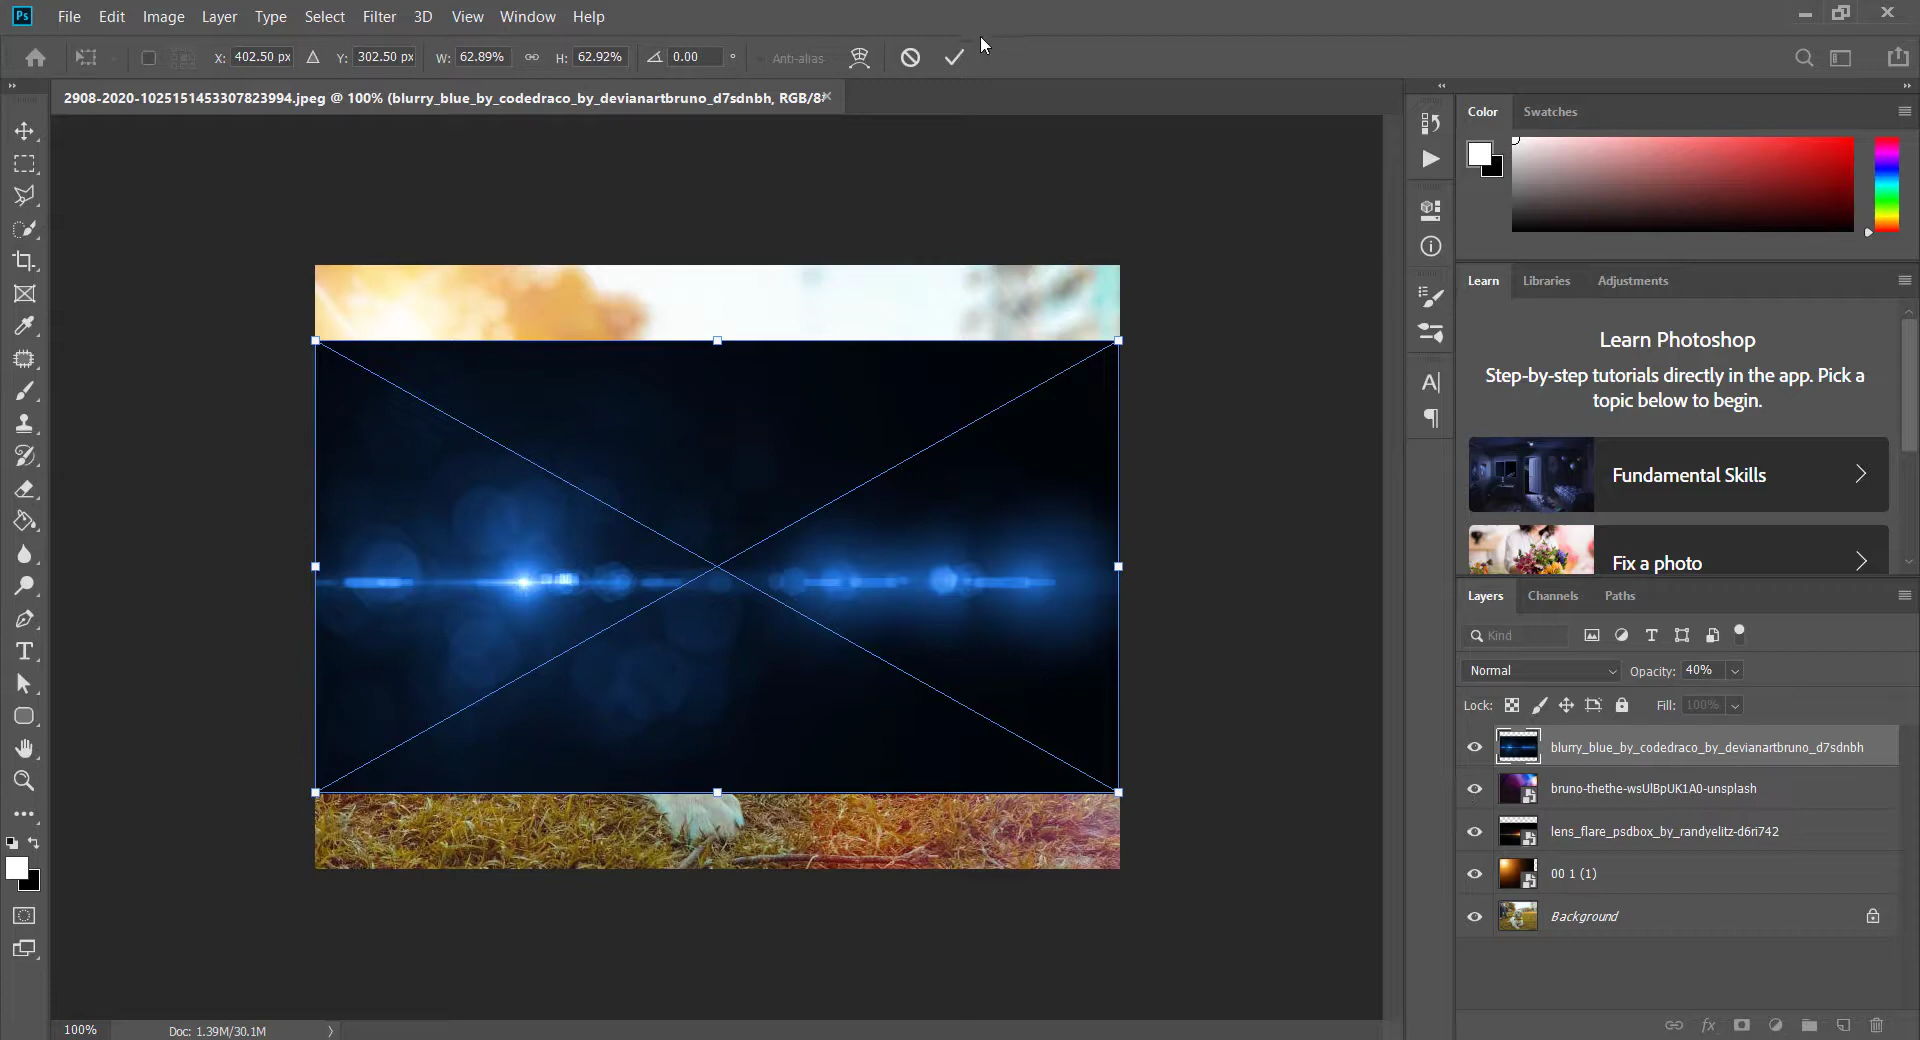 Ps File Edit Image Layer Type Select Filter 3D View Window Help
X: 402.50 px Y: 302.50 px W: 62.89% H: 62.92% 0.00 ° Anti-alias
2908-2020-1025151453307823994.jpeg @ 100% (blurry_blue_by_codedraco_by_devianartbruno_d7sdnbh, RGB/8
Color Swatches
Learn Libraries Adjustments
Learn Photoshop
Step-by-step tutorials directly in the app. Pick a
topic below to begin.
Fundamental Skills
Fix a photo
Layers Channels Paths
Kind
Normal Opacity: 40%
Lock: Fill: 100%
blurry_blue_by_codedraco_by_devianartbruno_d7sdnbh
bruno-thethe-wsUlBpUK1A0-unsplash
lens_flare_psdbox_by_randyelitz-d6ri742
00 1 (1)
Background
100% Doc: 1.39M/30.1M